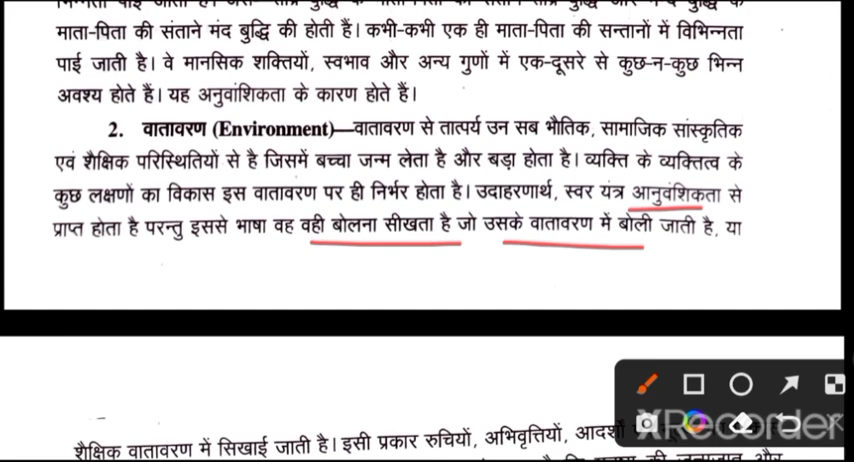 माता-पिता की संताने मंद बुद्धि की होती हैं। कभी-कभी एक ही माता-पिता की सन्तानों में विभिन्नता
पाई जाती है। वे मानसिक शक्तियों, स्वभाव और अन्य गुणों में एक-दूसरे से कुछ-न-कुछ भिन्न
अवश्य होते हैं। यह अनुवांशिकता के कारण होते हैं।
2. वातावरण (Environment)—वातावरण से तात्पर्य उन सब भौतिक, सामाजिक सांस्कृतिक
एवं शैक्षिक परिस्थितियों से है जिसमें बच्चा जन्म लेता है और बड़ा होता है। व्यक्ति के व्यक्तित्व के
कुछ लक्षणों का विकास इस वातावरण पर ही निर्भर होता है। उदाहरणार्थ, स्वर यंत्र आनुवंशिकता से
प्राप्त होता है परन्तु इससे भाषा वह वही बोलना सीखता है जो उसके वातावरण में बोली जाती है, या
शैक्षिक वातावरण में सिखाई जाती है। इसी प्रकार रुचियों, अभिवृत्तियों, आदर्शों
XRecorder